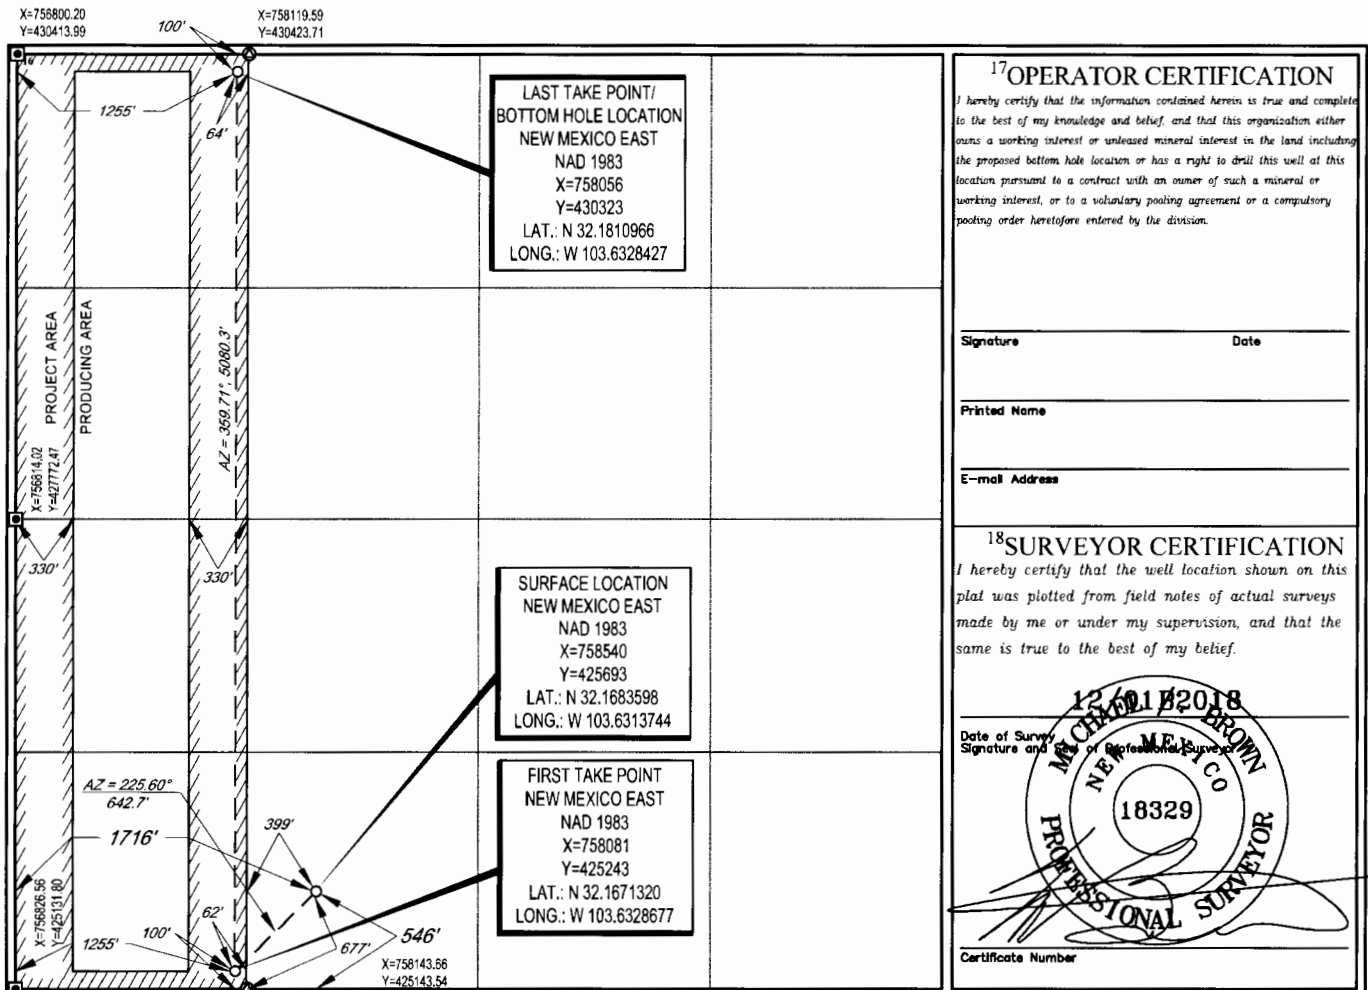 X=756800.20
Y=430413.99
100'
X=758119.59
Y=430423.71
16
1255'
64'
LAST TAKE POINT/
BOTTOM HOLE LOCATION
NEW MEXICO EAST
NAD 1983
X=758056
Y=430323
LAT.: N 32.1810966
LONG.: W 103.6328427
PROJECT AREA
PRODUCING AREA
AZ = 359.71°, 5080.3'
X=756814.02
Y=427772.47
330'
330'
SURFACE LOCATION
NEW MEXICO EAST
NAD 1983
X=758540
Y=425693
LAT.: N 32.1683598
LONG.: W 103.6313744
AZ = 225.60°
642.7'
1716'
399'
FIRST TAKE POINT
NEW MEXICO EAST
NAD 1983
X=758081
Y=425243
LAT.: N 32.1671320
LONG.: W 103.6328677
X=756826.56
Y=425131.80
62'
100'
1255'
677'
546'
X=758143.66
Y=425143.54
17 OPERATOR CERTIFICATION
I hereby certify that the information contained herein is true and complete
to the best of my knowledge and belief, and that this organization either
owns a working interest or unleased mineral interest in the land including
the proposed bottom hole location or has a right to drill this well at this
location pursuant to a contract with an owner of such a mineral or
working interest, or to a voluntary pooling agreement or a compulsory
pooling order heretofore entered by the division.
Signature Date
Printed Name
E-mail Address
18 SURVEYOR CERTIFICATION
I hereby certify that the well location shown on this
plat was plotted from field notes of actual surveys
made by me or under my supervision, and that the
same is true to the best of my belief.
Date of Survey
Signature and Seal of Professional Surveyor
MICHAEL BROWN
NEW MEXICO
18329
PROFESSIONAL SURVEYOR
Certificate Number